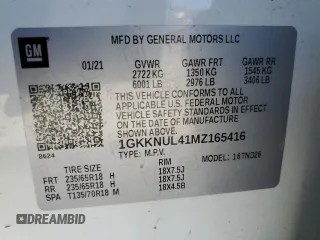 GM
MFD BY GENERAL MOTORS LLC
01/21 GVWR GAWR FRT GAWR RR
2722 KG 1350 KG 1545 KG
6001 LB 2976 LB 3406 LB
THIS VEHICLE CONFORMS TO ALL APPLICABLE
U.S. FEDERAL MOTOR VEHICLE SAFETY
STANDARDS IN EFFECT ON THE DATE OF
MANUFACTURE SHOWN ABOVE.
1GKKNUL41MZ165416
8624 TYPE: M.P.V. MODEL: 1STN026
TIRE SIZE RIM
FRT 235/65R18 H 18X7.5J
RR 235/65R18 H 18X7.5J
SPA T135/70R18 M 18X4.5B
DREAMBID.COM